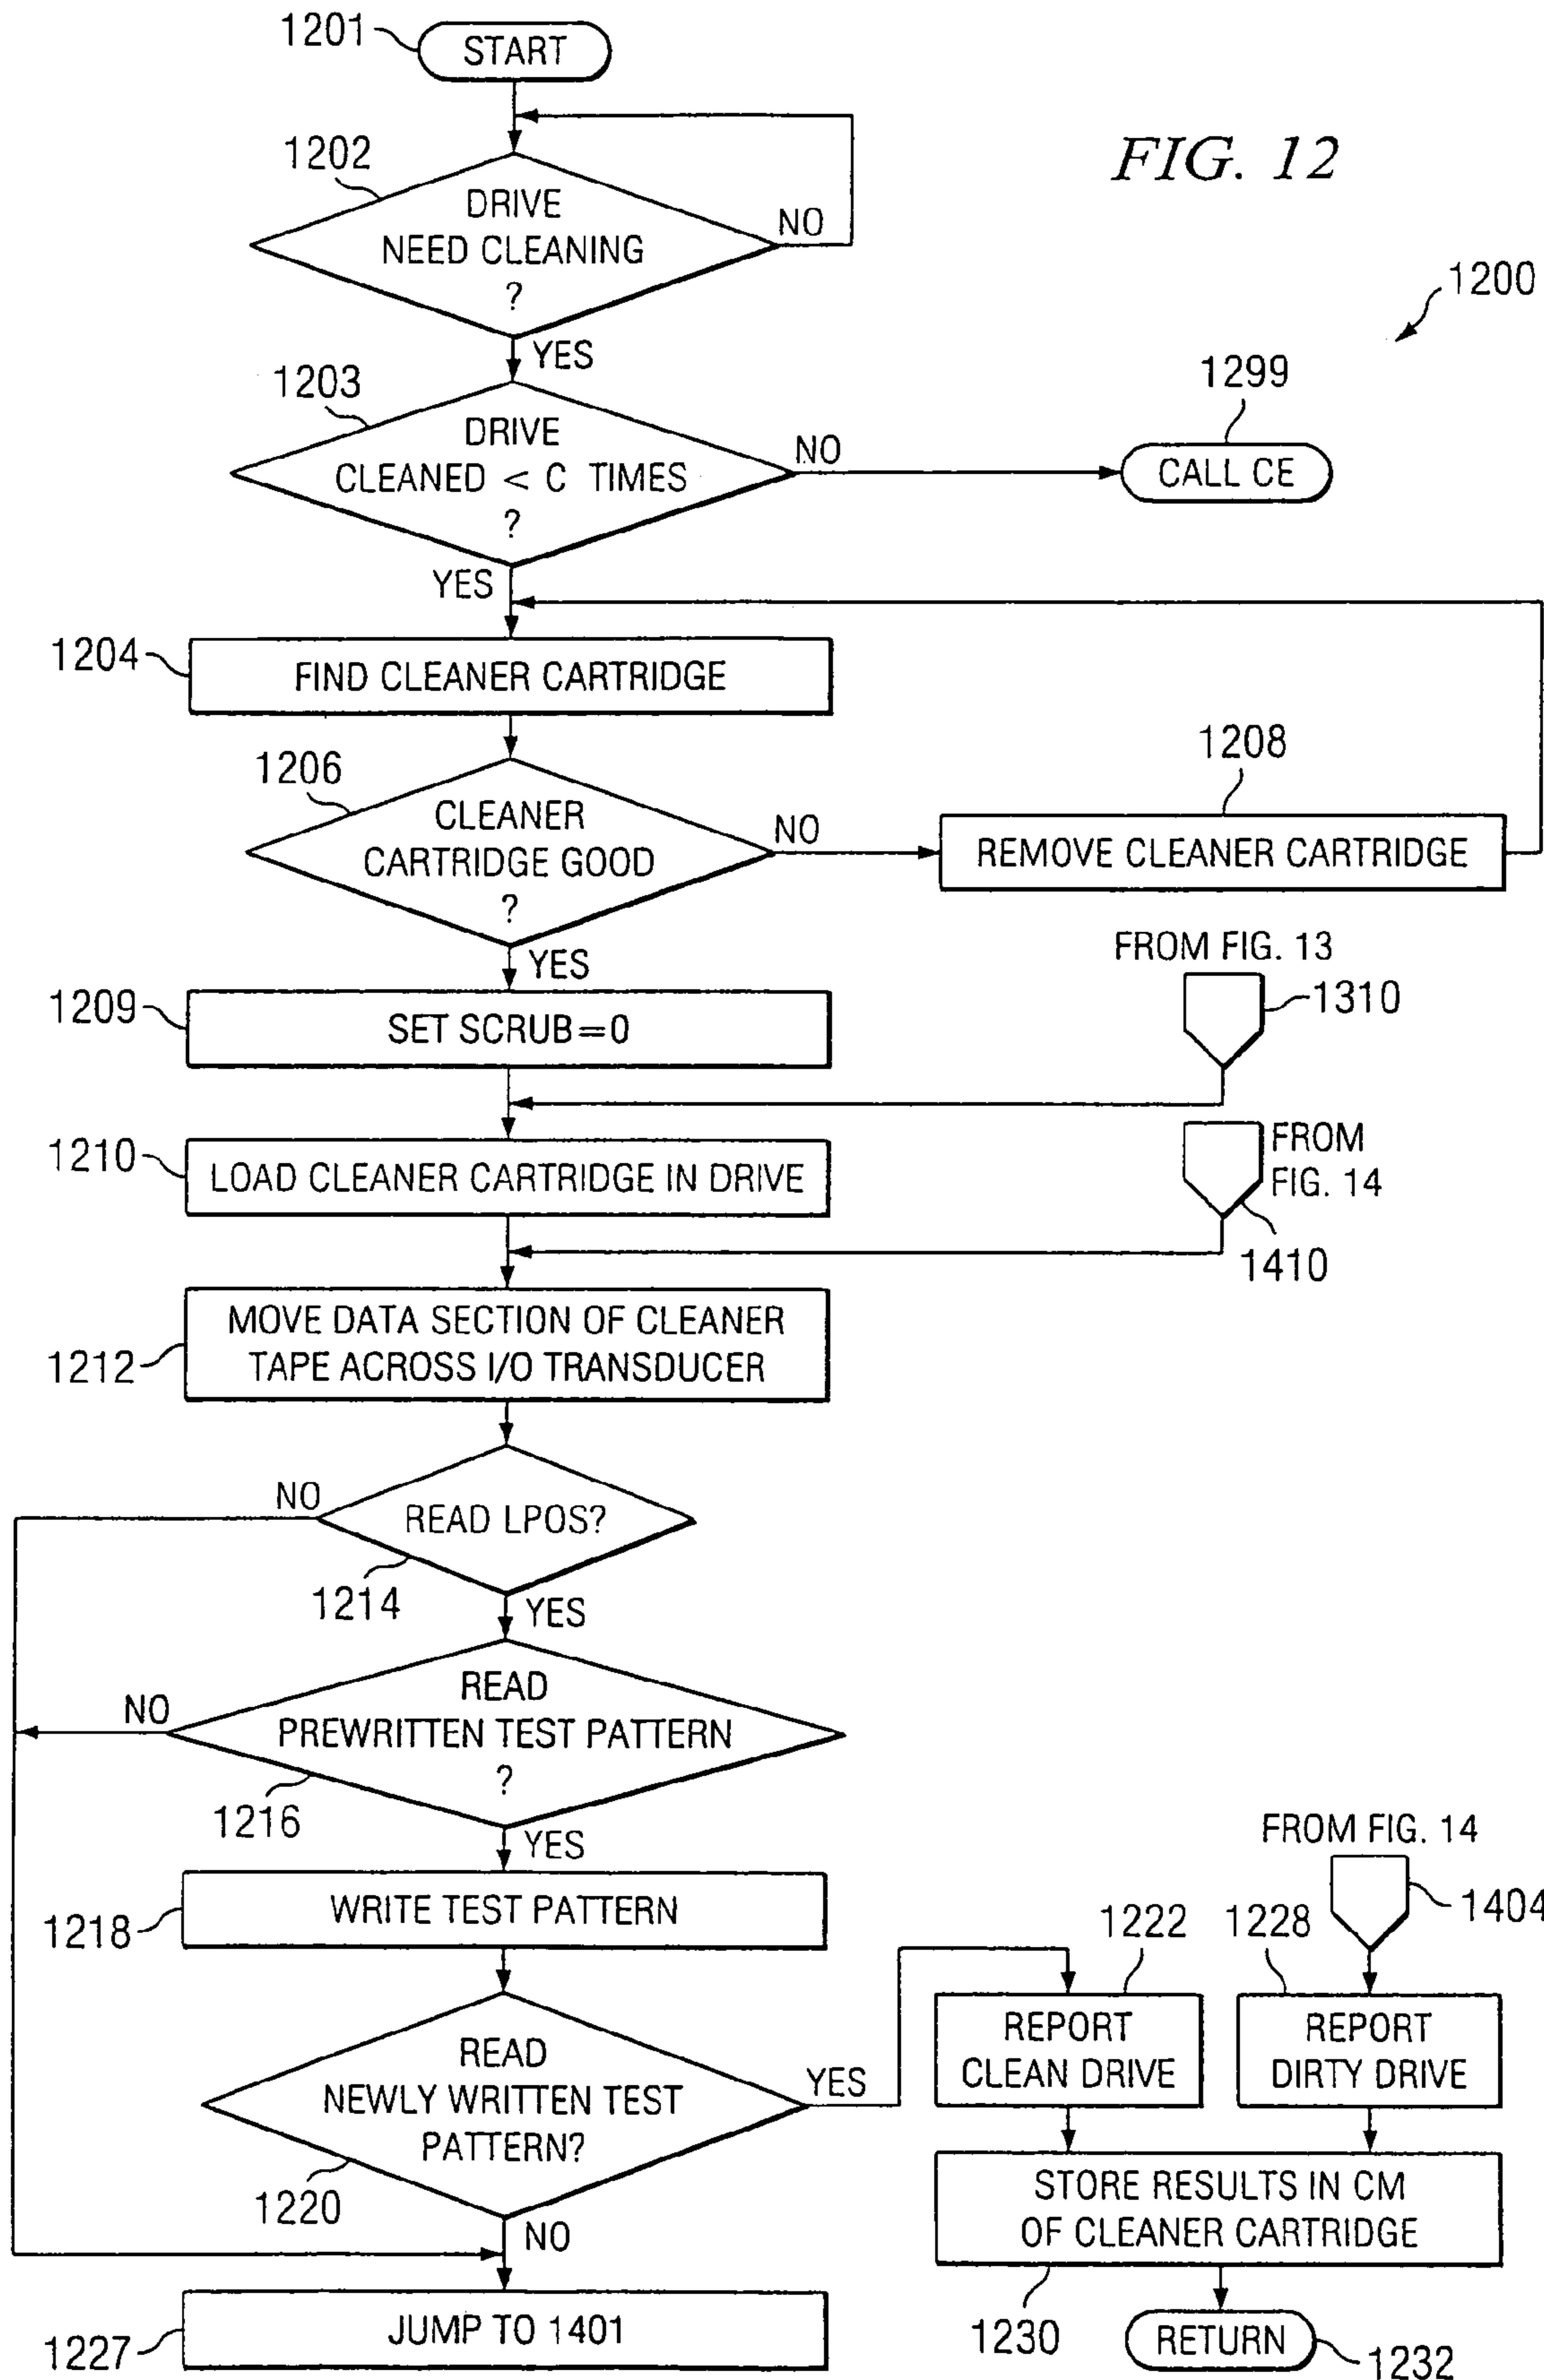 1201
START
FIG. 12
1202
DRIVE
NEED CLEANING
?
NO
1200
YES
1203
DRIVE
CLEANED < C TIMES
?
NO
1299
CALL CE
YES
1204
FIND CLEANER CARTRIDGE
1206
CLEANER
CARTRIDGE GOOD
?
NO
1208
REMOVE CLEANER CARTRIDGE
YES
FROM FIG. 13
1310
1209
SET SCRUB=0
1210
LOAD CLEANER CARTRIDGE IN DRIVE
FROM
FIG. 14
1410
1212
MOVE DATA SECTION OF CLEANER
TAPE ACROSS I/O TRANSDUCER
NO
READ LPOS?
1214
YES
NO
READ
PREWRITTEN TEST PATTERN
?
1216
YES
FROM FIG. 14
1404
1218
WRITE TEST PATTERN
1222
1228
READ
NEWLY WRITTEN TEST
PATTERN?
YES
1220
NO
REPORT
CLEAN DRIVE
REPORT
DIRTY DRIVE
STORE RESULTS IN CM
OF CLEANER CARTRIDGE
1227
JUMP TO 1401
1230
RETURN
1232